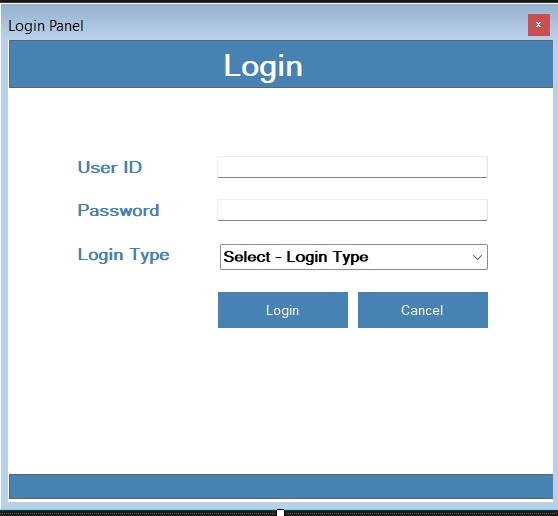 Login Panel
x
Login
User ID
Password
Login Type
Select - Login Type
Login
Cancel